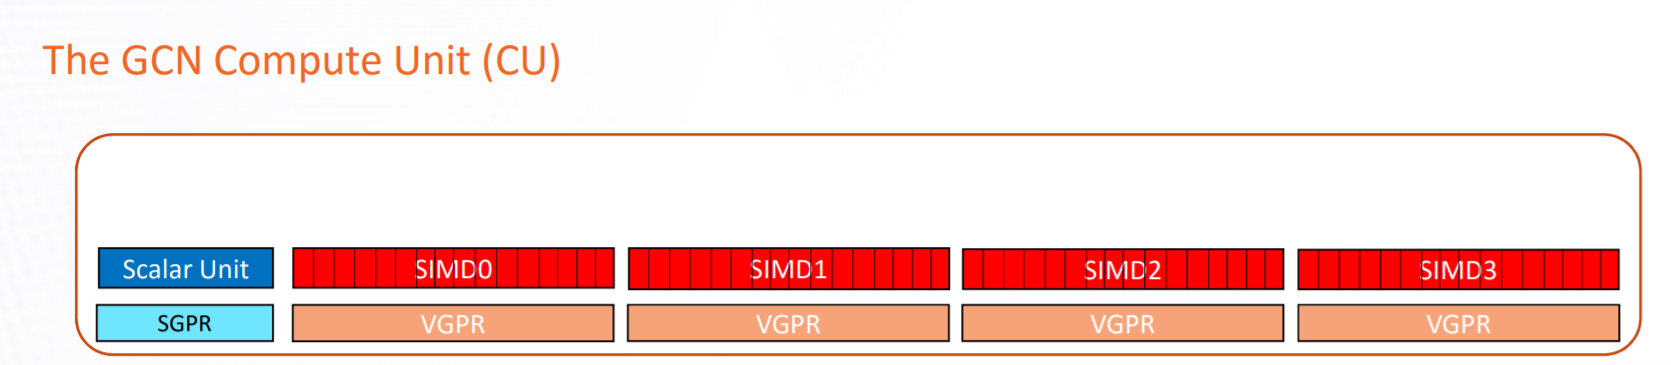 The GCN Compute Unit (CU)
Scalar Unit SIMD0 SIMD1 SIMD2 SIMD3
SGPR VGPR VGPR VGPR VGPR